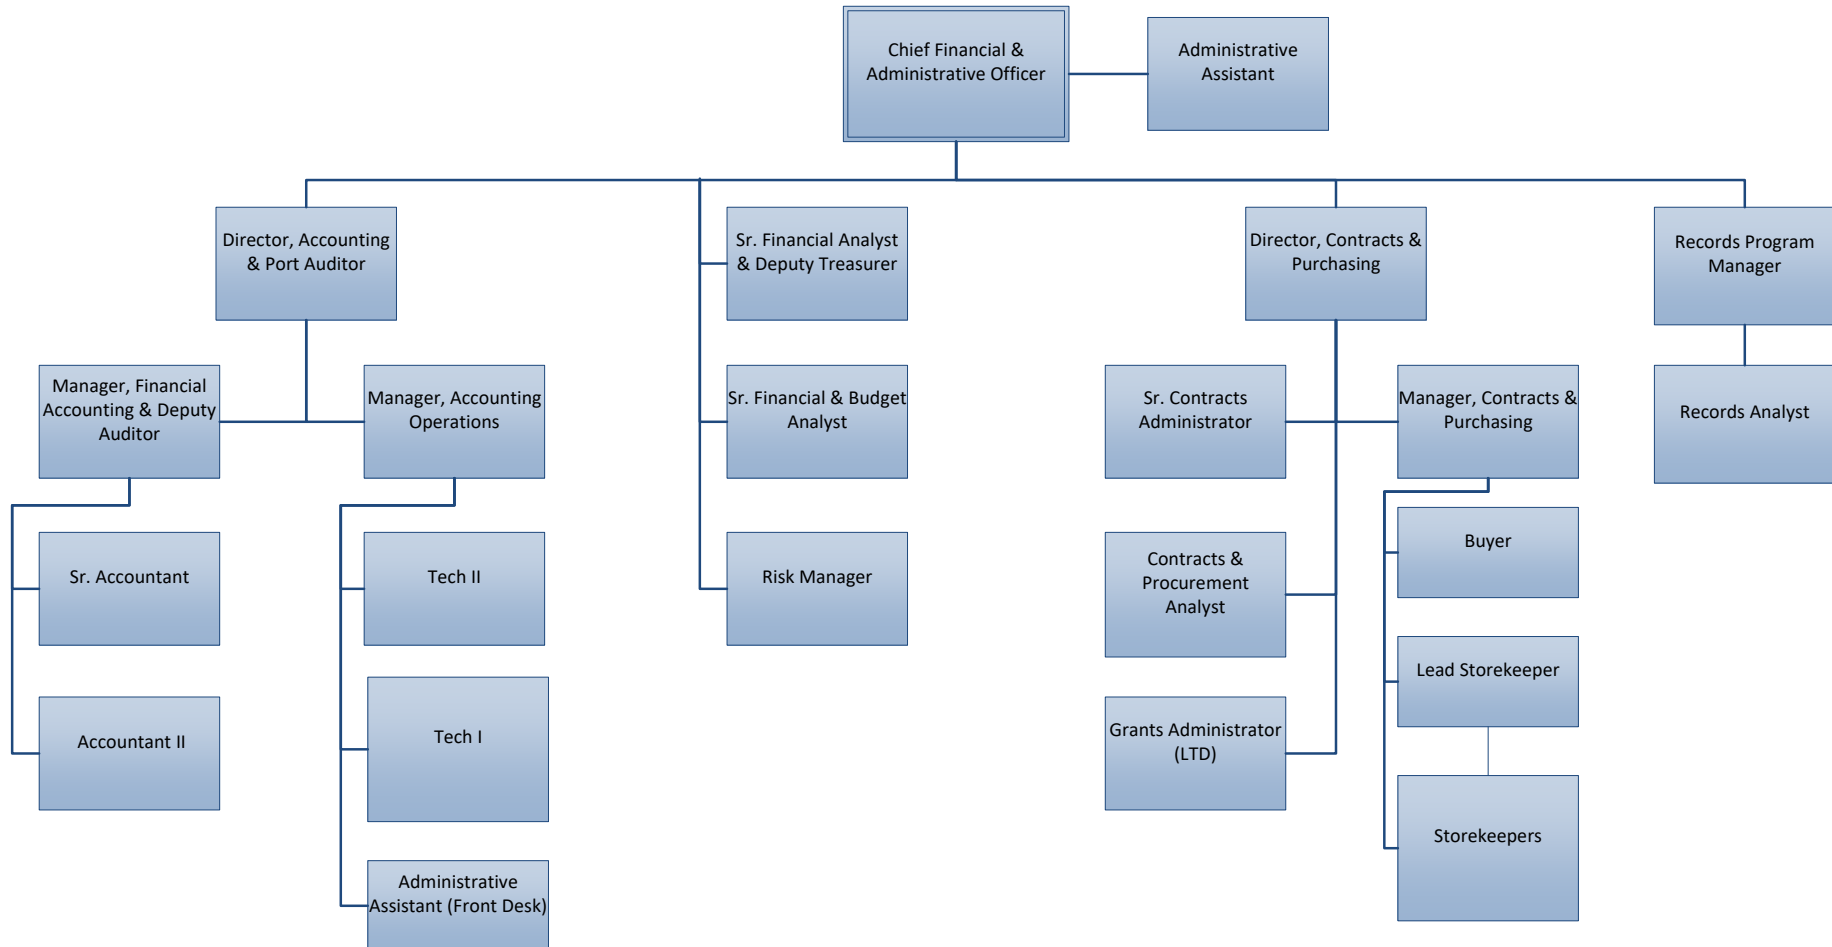 Chief Financial &
Administrative Officer
Administrative
Assistant
Director, Accounting
& Port Auditor
Sr. Financial Analyst
& Deputy Treasurer
Director, Contracts &
Purchasing
Records Program
Manager
Manager, Financial
Accounting & Deputy
Auditor
Manager, Accounting
Operations
Sr. Financial & Budget
Analyst
Sr. Contracts
Administrator
Manager, Contracts &
Purchasing
Records Analyst
Sr. Accountant
Tech II
Risk Manager
Contracts &
Procurement
Analyst
Buyer
Lead Storekeeper
Accountant II
Tech I
Grants Administrator
(LTD)
Storekeepers
Administrative
Assistant (Front Desk)